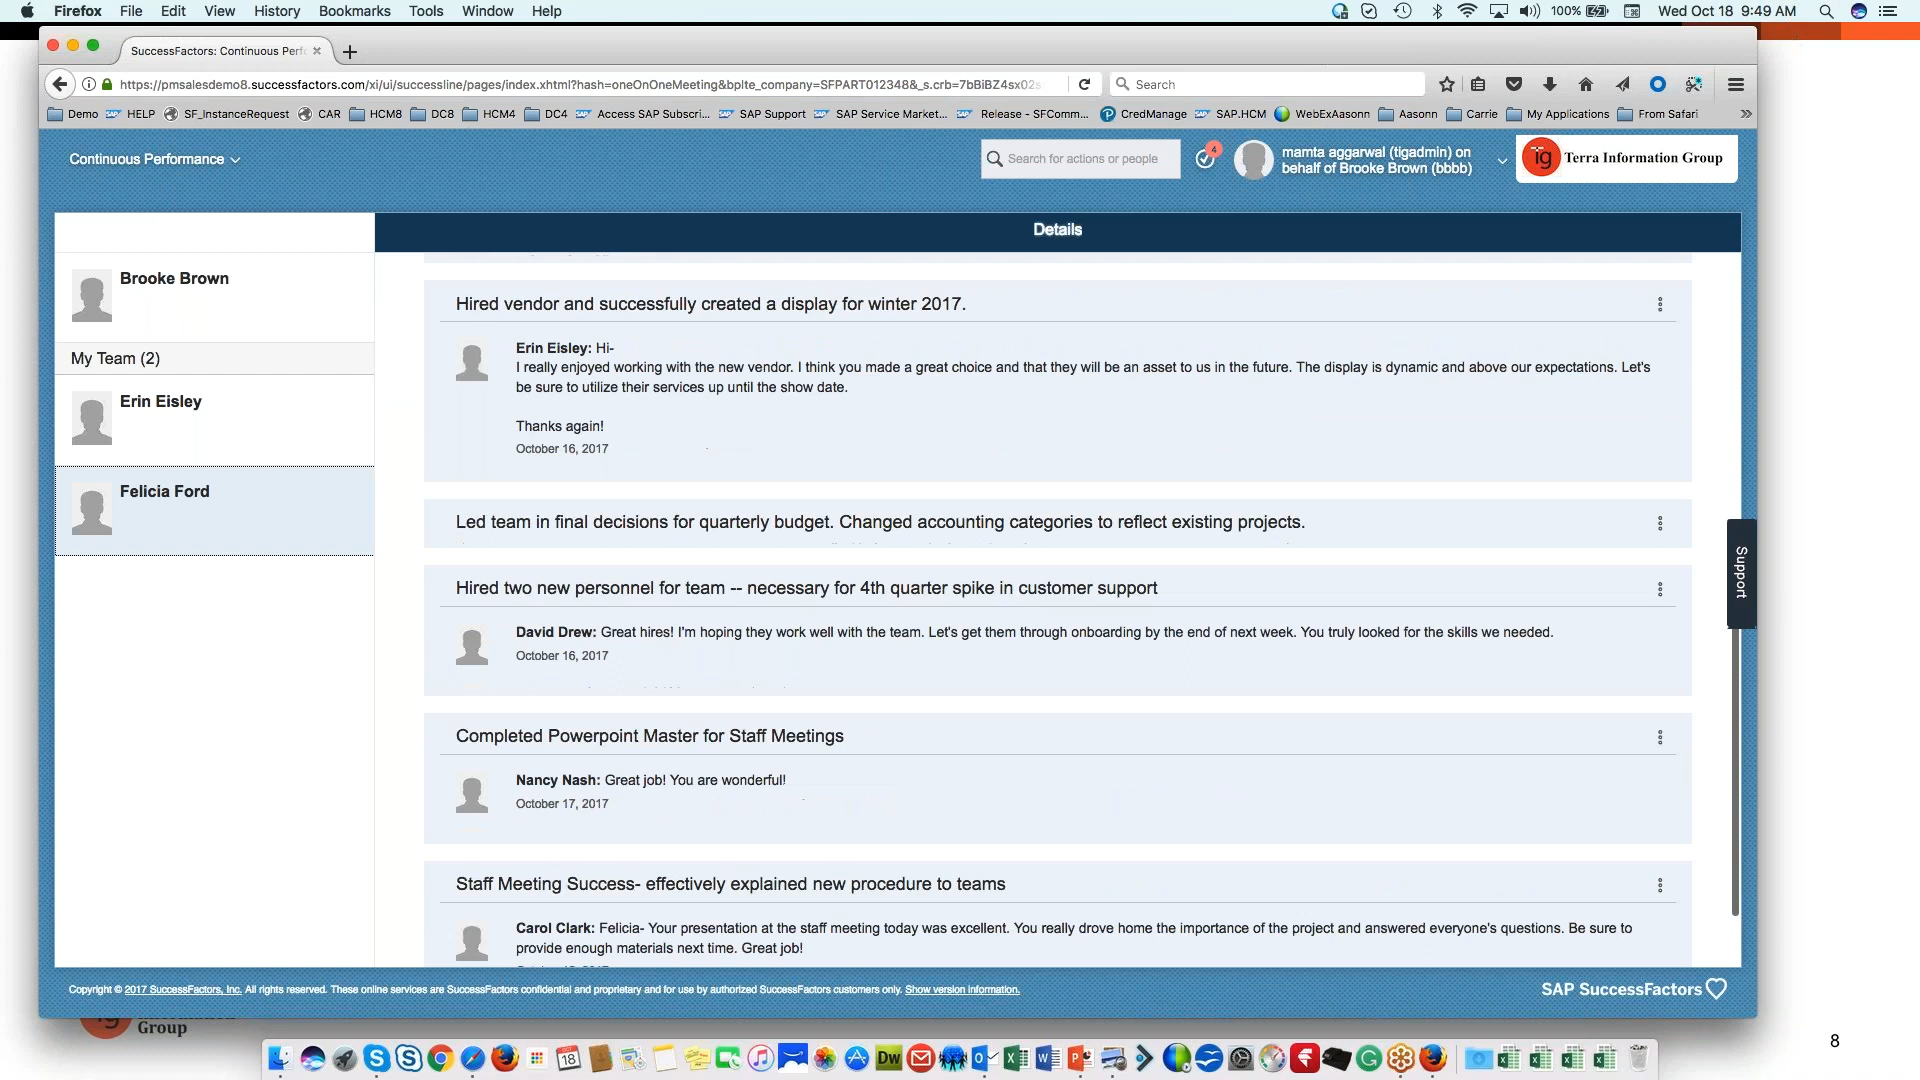 Firefox File Edit View History Bookmarks Tools Window Help 100% Wed Oct 18 9:49 AM
SuccessFactors: Continuous Perf
https://pmsalesdemo8.successfactors.com/xi/ui/successline/pages/index.xhtml?hash=oneOnOneMeeting&bplte_company=SFPART012348&_s.crb=7bBiBZ4sx02s Search
Demo HELP SF_InstanceRequest CAR HCM8 DC8 HCM4 DC4 Access SAP Subscri... SAP Support SAP Service Market... Release - SFComm... CredManage SAP.HCM WebExAasonn Aasonn Carrie My Applications From Safari
Continuous Performance
Search for actions or people
4
mamta aggarwal (tigadmin) on
behalf of Brooke Brown (bbbb)
tig Terra Information Group
Details
Brooke Brown
My Team (2)
Erin Eisley
Felicia Ford
Hired vendor and successfully created a display for winter 2017.
Erin Eisley: Hi-
I really enjoyed working with the new vendor. I think you made a great choice and that they will be an asset to us in the future. The display is dynamic and above our expectations. Let's
be sure to utilize their services up until the show date.
Thanks again!
October 16, 2017
Led team in final decisions for quarterly budget. Changed accounting categories to reflect existing projects.
Hired two new personnel for team -- necessary for 4th quarter spike in customer support
David Drew: Great hires! I'm hoping they work well with the team. Let's get them through onboarding by the end of next week. You truly looked for the skills we needed.
October 16, 2017
Completed Powerpoint Master for Staff Meetings
Nancy Nash: Great job! You are wonderful!
October 17, 2017
Staff Meeting Success- effectively explained new procedure to teams
Carol Clark: Felicia- Your presentation at the staff meeting today was excellent. You really drove home the importance of the project and answered everyone's questions. Be sure to
provide enough materials next time. Great job!
Support
Copyright © 2017 SuccessFactors, Inc. All rights reserved. These online services are SuccessFactors confidential and proprietary and for use by authorized SuccessFactors customers only. Show version information.
SAP SuccessFactors
Group
8
18
Dw